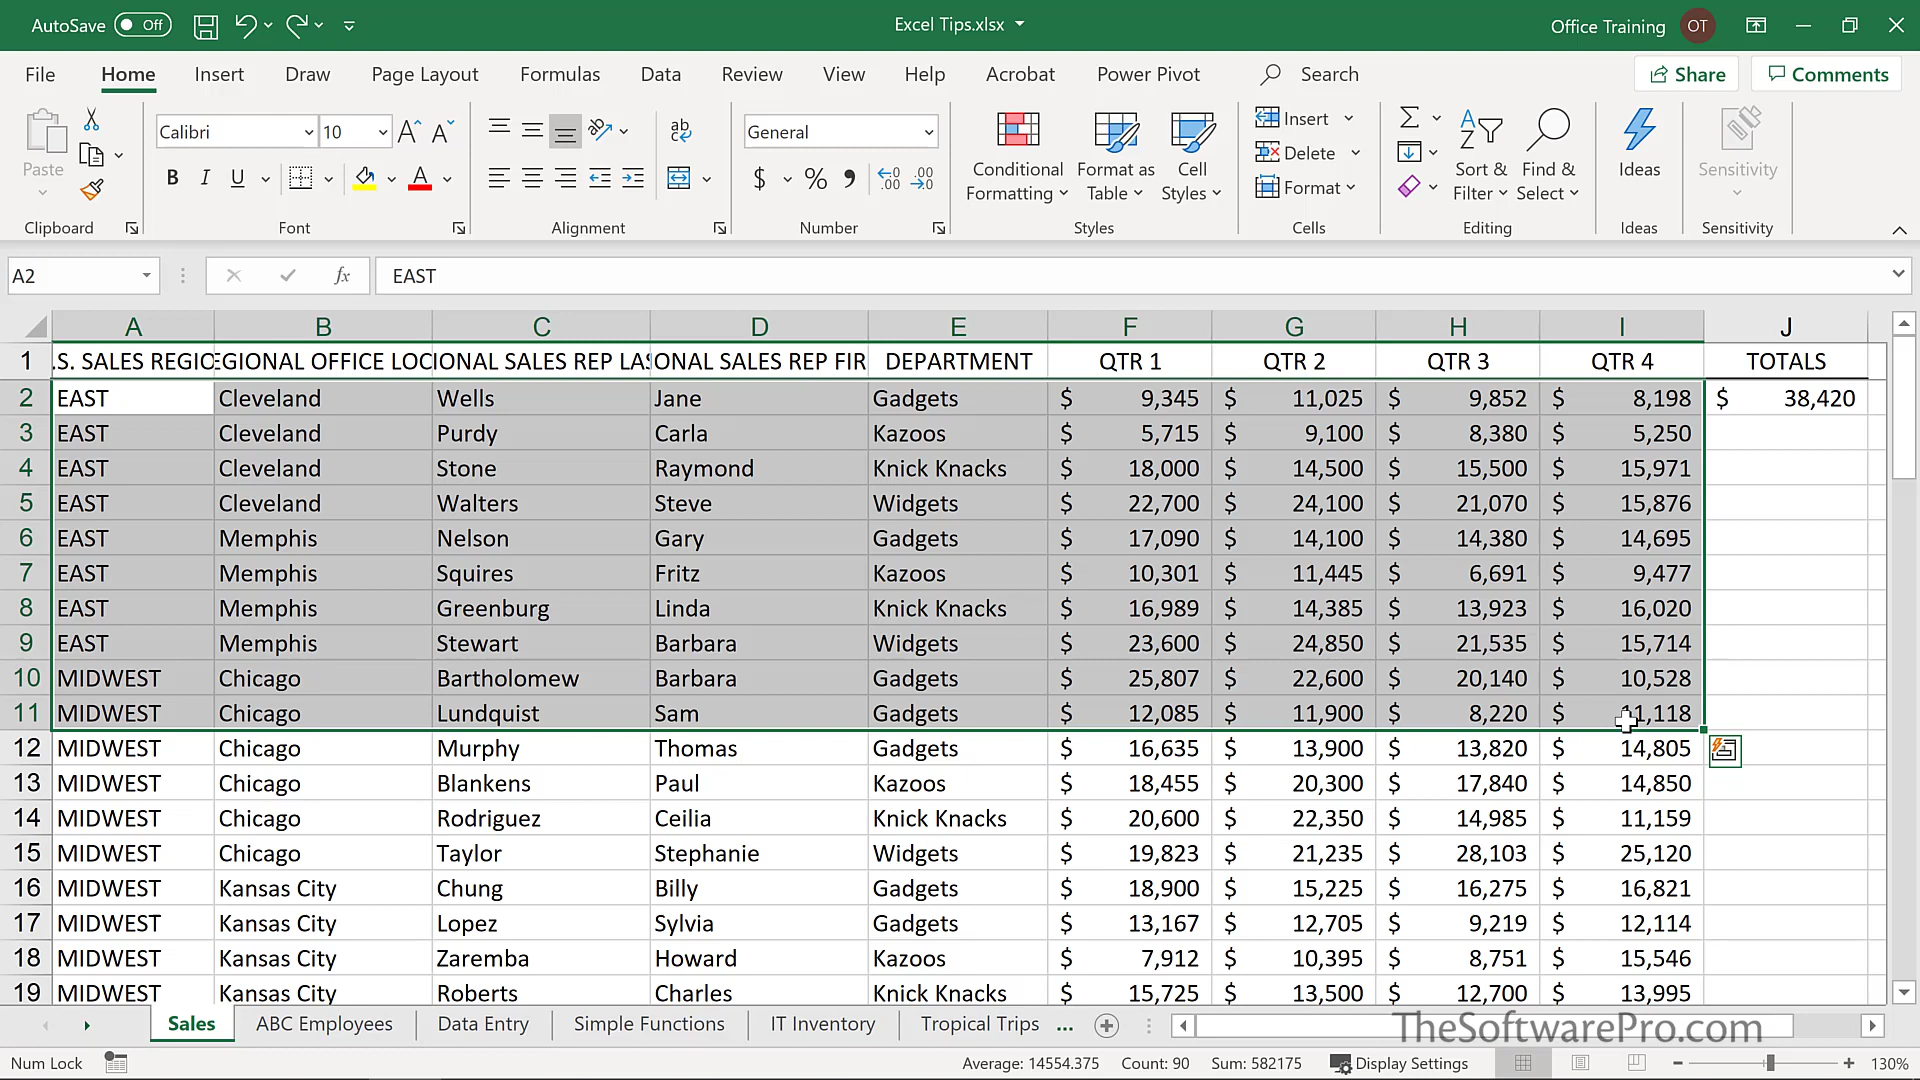 AutoSave Off Excel Tips.xlsx Office Training OT
File Home Insert Draw Page Layout Formulas Data Review View Help Acrobat Power Pivot Search Share Comments
Paste Calibri 10 General Conditional Formatting Format as Table Cell Styles Insert Delete Format Sort & Filter Find & Select Ideas Sensitivity
B I U ab $ % .00
Clipboard Font Alignment Number Styles Cells Editing Ideas Sensitivity
A2 fx EAST
A B C D E F G H I J
1 .S. SALES REGIO EGIONAL OFFICE LOC IONAL SALES REP LAS ONAL SALES REP FIR DEPARTMENT QTR 1 QTR 2 QTR 3 QTR 4 TOTALS
2 EAST Cleveland Wells Jane Gadgets $ 9,345 $ 11,025 $ 9,852 $ 8,198 $ 38,420
3 EAST Cleveland Purdy Carla Kazoos $ 5,715 $ 9,100 $ 8,380 $ 5,250
4 EAST Cleveland Stone Raymond Knick Knacks $ 18,000 $ 14,500 $ 15,500 $ 15,971
5 EAST Cleveland Walters Steve Widgets $ 22,700 $ 24,100 $ 21,070 $ 15,876
6 EAST Memphis Nelson Gary Gadgets $ 17,090 $ 14,100 $ 14,380 $ 14,695
7 EAST Memphis Squires Fritz Kazoos $ 10,301 $ 11,445 $ 6,691 $ 9,477
8 EAST Memphis Greenburg Linda Knick Knacks $ 16,989 $ 14,385 $ 13,923 $ 16,020
9 EAST Memphis Stewart Barbara Widgets $ 23,600 $ 24,850 $ 21,535 $ 15,714
10 MIDWEST Chicago Bartholomew Barbara Gadgets $ 25,807 $ 22,600 $ 20,140 $ 10,528
11 MIDWEST Chicago Lundquist Sam Gadgets $ 12,085 $ 11,900 $ 8,220 $ 11,118
12 MIDWEST Chicago Murphy Thomas Gadgets $ 16,635 $ 13,900 $ 13,820 $ 14,805
13 MIDWEST Chicago Blankens Paul Kazoos $ 18,455 $ 20,300 $ 17,840 $ 14,850
14 MIDWEST Chicago Rodriguez Ceilia Knick Knacks $ 20,600 $ 22,350 $ 14,985 $ 11,159
15 MIDWEST Chicago Taylor Stephanie Widgets $ 19,823 $ 21,235 $ 28,103 $ 25,120
16 MIDWEST Kansas City Chung Billy Gadgets $ 18,900 $ 15,225 $ 16,275 $ 16,821
17 MIDWEST Kansas City Lopez Sylvia Gadgets $ 13,167 $ 12,705 $ 9,219 $ 12,114
18 MIDWEST Kansas City Zaremba Howard Kazoos $ 7,912 $ 10,395 $ 8,751 $ 15,546
19 MIDWEST Kansas City Roberts Charles Knick Knacks $ 15,725 $ 13,500 $ 12,700 $ 13,995
Sales ABC Employees Data Entry Simple Functions IT Inventory Tropical Trips ... TheSoftwarePro.com
Num Lock Average: 14554.375 Count: 90 Sum: 582175 Display Settings 130%